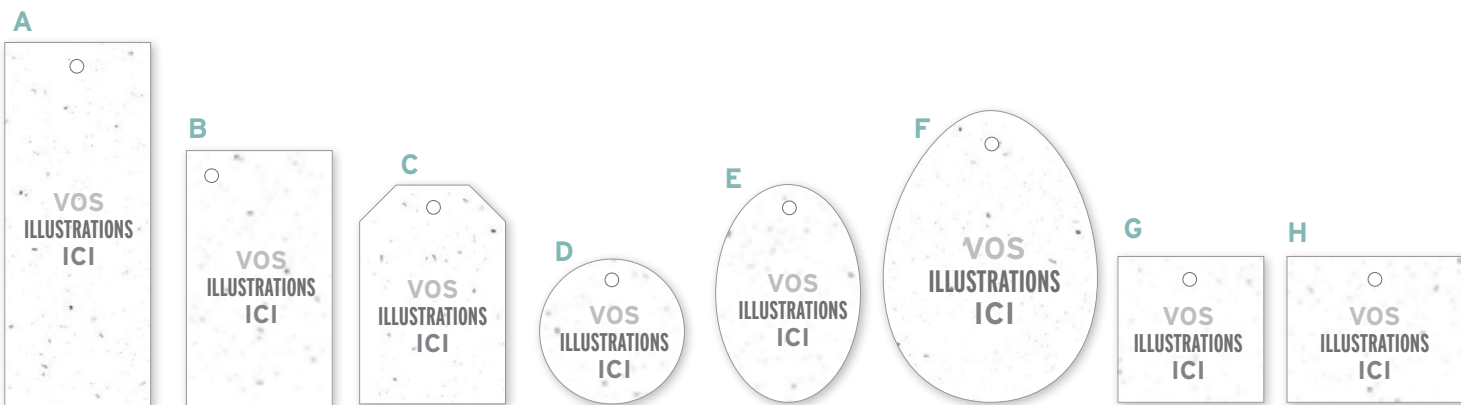 A
VOS
ILLUSTRATIONS
ICI
B
VOS
ILLUSTRATIONS
ICI
C
VOS
ILLUSTRATIONS
ICI
D
VOS
ILLUSTRATIONS
ICI
E
VOS
ILLUSTRATIONS
ICI
F
VOS
ILLUSTRATIONS
ICI
G
VOS
ILLUSTRATIONS
ICI
H
VOS
ILLUSTRATIONS
ICI